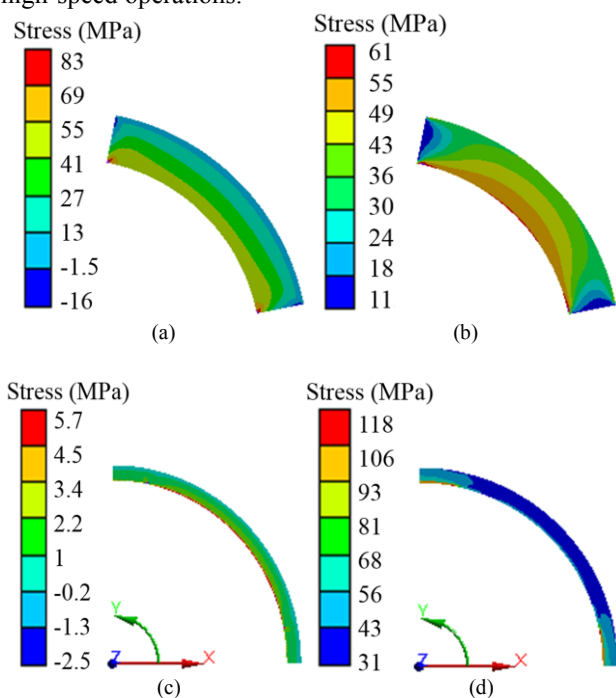 high-speed operations.
Stress (MPa)
83
69
55
41
27
13
-1.5
-16
(a)
Stress (MPa)
61
55
49
43
36
30
24
18
11
(b)
Stress (MPa)
5.7
4.5
3.4
2.2
1
-0.2
-1.3
-2.5
Y
Z
X
(c)
Stress (MPa)
118
106
93
81
68
56
43
31
Y
Z
X
(d)